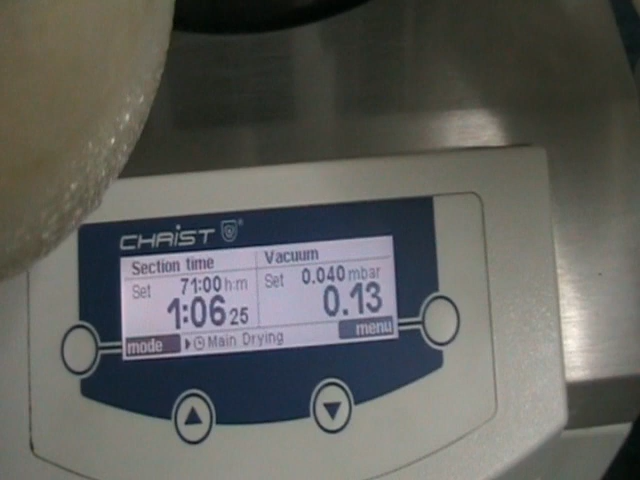 CHRIST
Section time
Set 71:00 h:m
1:06 25
Vacuum
Set 0.040 mbar
0.13
mode
Main Drying
menu